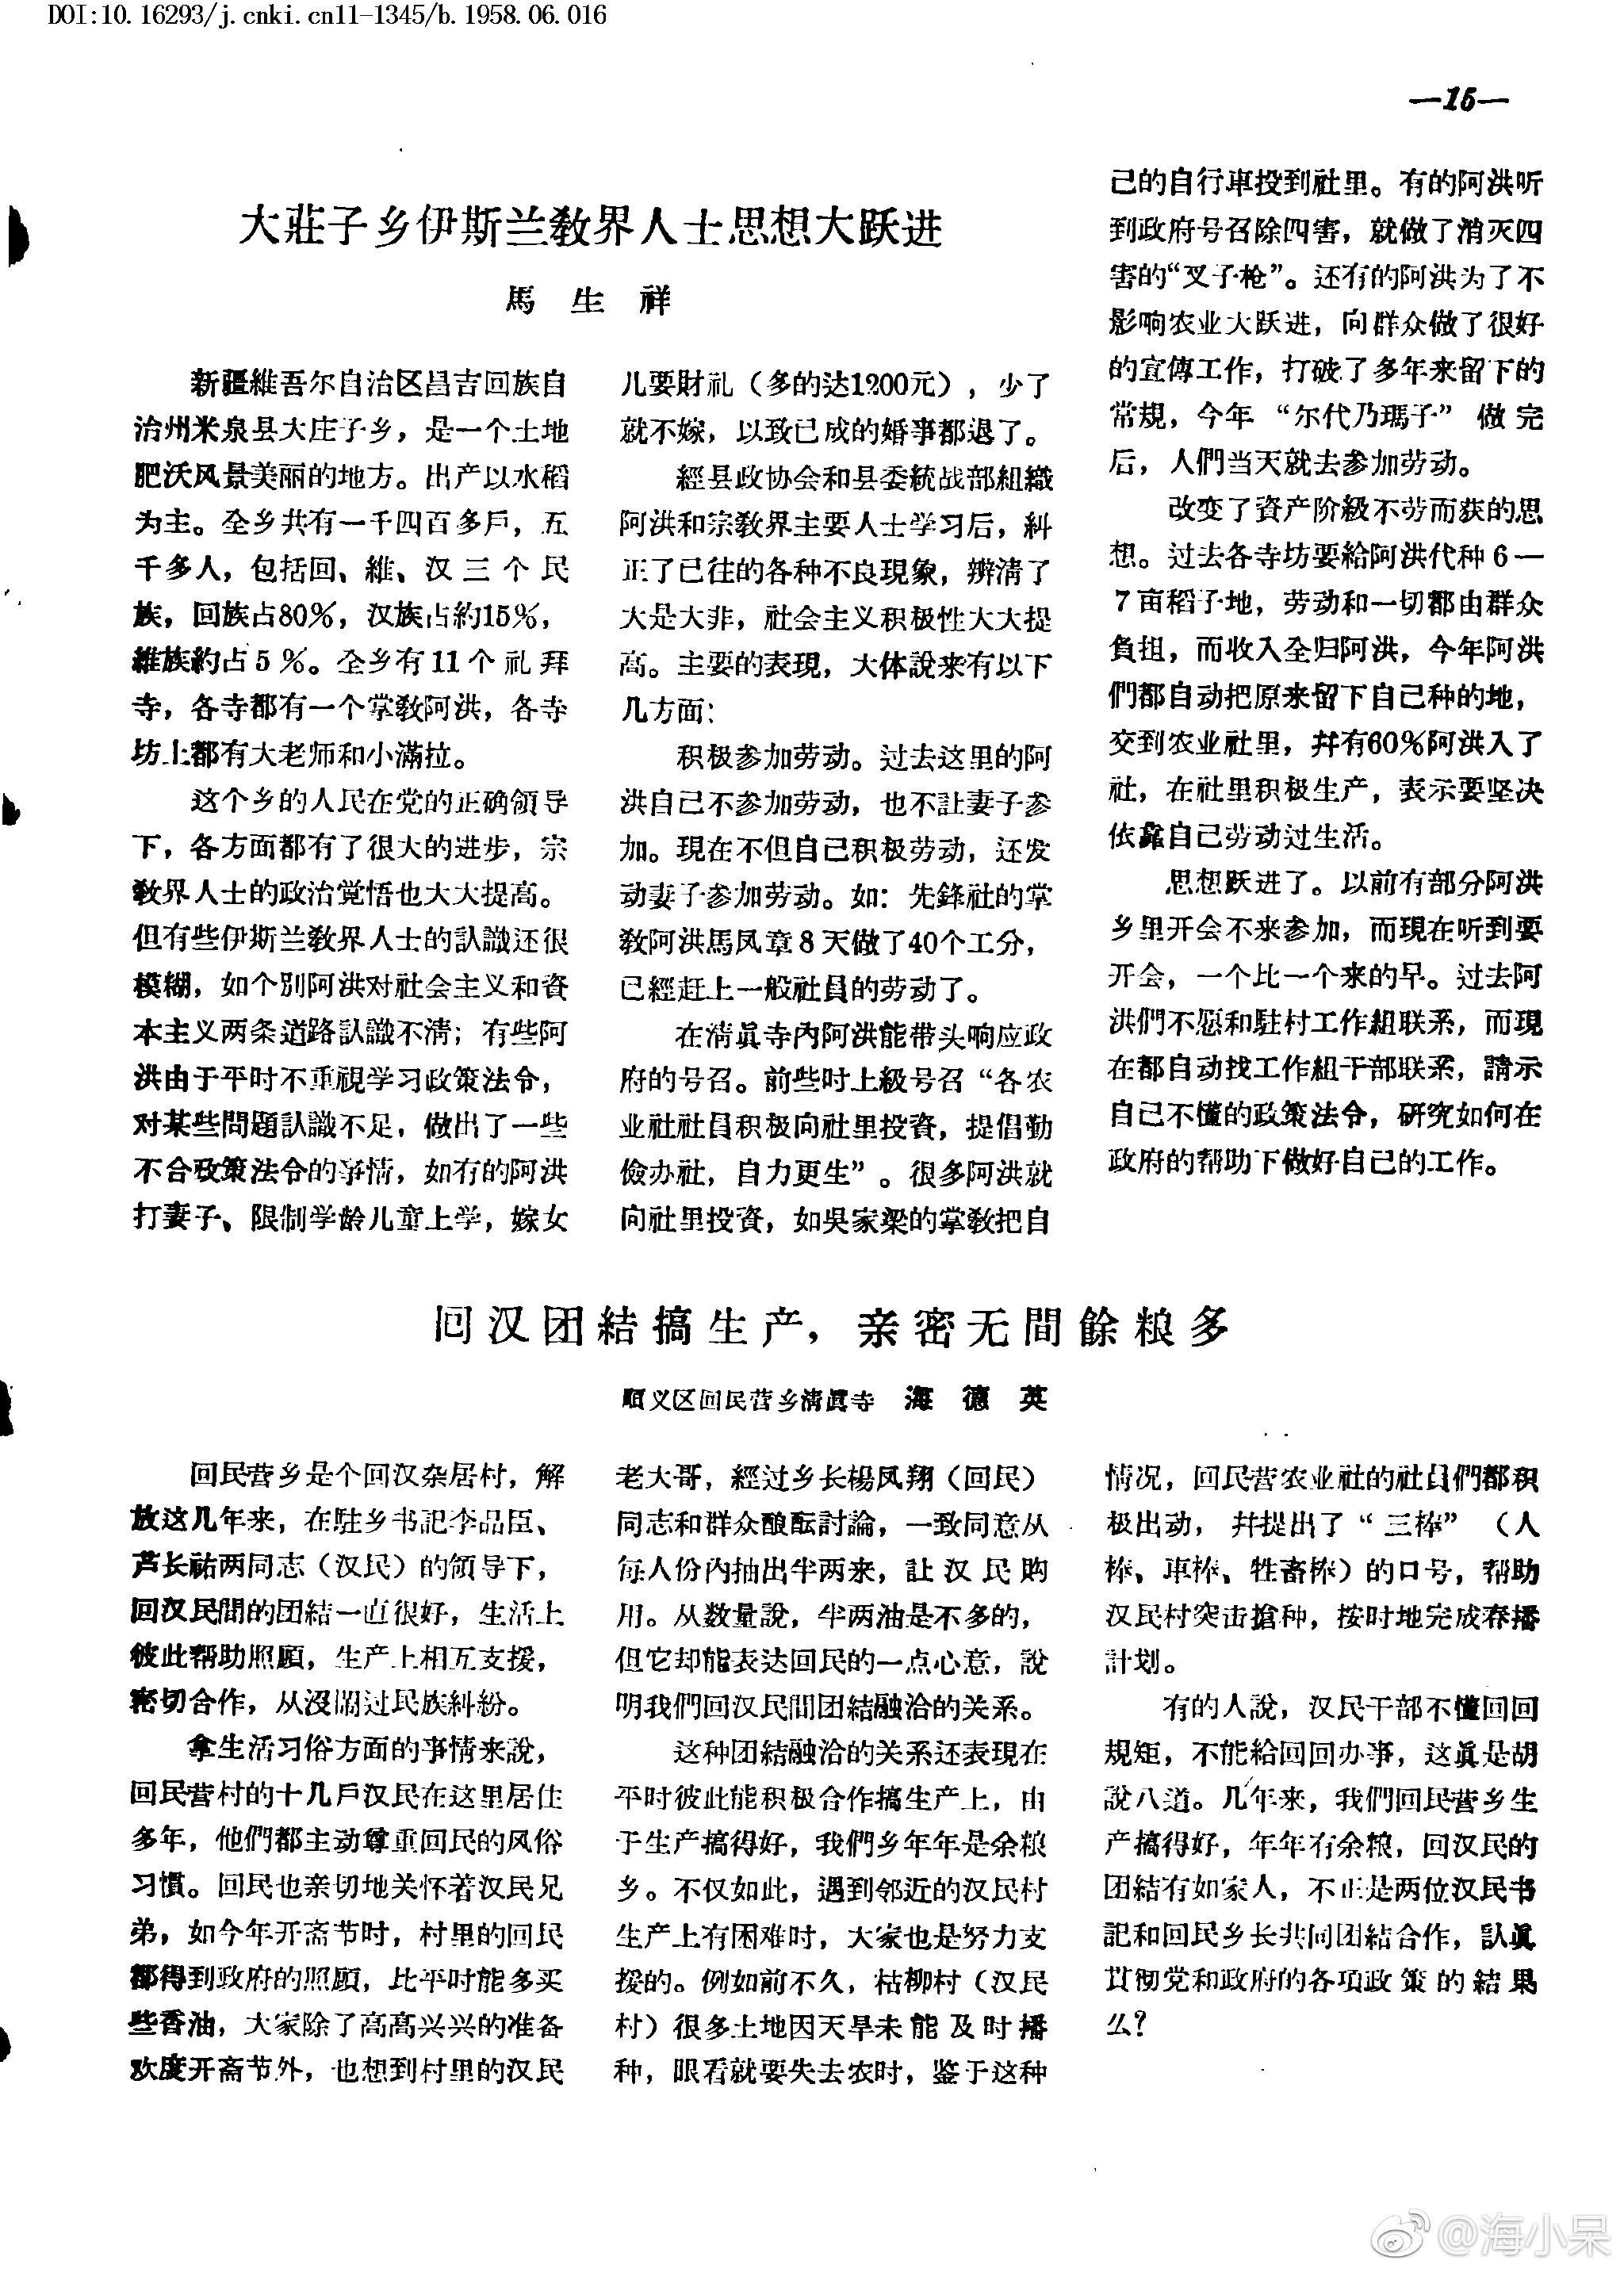 DOI:10.16293/j.cnki.cn11-1345/b.1958.06.016
—15—
大莊子乡伊斯兰敎界人士思想大跃进
馬生祥
新疆維吾尔自治区昌吉回族自
治州米泉县大庄子乡，是一个土地
肥沃风景美丽的地方。出产以水稻
为主。全乡共有一千四百多戶，五
千多人，包括回、維、汉三个民
族，回族占80%，汉族占約15%，
維族約占5%。全乡有11个礼拜
寺，各寺都有一个掌敎阿洪，各寺
坊上都有大老师和小滿拉。
这个乡的人民在党的正确領导
下，各方面都有了很大的进步，宗
敎界人士的政治覚悟也大大提高。
但有些伊斯兰敎界人士的認識还很
模糊，如个別阿洪对社会主义和資
本主义两条道路認識不清；有些阿
洪由于平时不重視学习政策法令，
对某些問題認識不足，做出了一些
不合政策法令的事情，如有的阿洪
打妻子、限制学龄儿童上学，嫁女
儿要財礼（多的达1200元），少了
就不嫁，以致已成的婚事都退了。
經县政协会和县委統战部組織
阿洪和宗敎界主要人士学习后，糾
正了已往的各种不良現象，辨清了
大是大非，社会主义积极性大大提
高。主要的表現，大体說来有以下
几方面：
积极参加劳动。过去这里的阿
洪自己不参加劳动，也不让妻子参
加。現在不但自己积极劳动，还发
动妻子参加劳动。如：先鋒社的掌
敎阿洪馬凤章8天做了40个工分，
已經赶上一般社員的劳动了。
在清眞寺內阿洪能带头响应政
府的号召。前些时上級号召“各农
业社社員积极向社里投資，提倡勤
儉办社，自力更生”。很多阿洪就
向社里投資，如吳家梁的掌敎把自
己的自行車投到社里。有的阿洪听
到政府号召除四害，就做了消灭四
害的“叉子枪”。还有的阿洪为了不
影响农业大跃进，向群众做了很好
的宣傳工作，打破了多年来留下的
常規，今年“尔代乃瑪子”做完
后，人們当天就去参加劳动。
改变了資产阶級不劳而获的思
想。过去各寺坊要給阿洪代种6—
7亩稻子地，劳动和一切都由群众
負担，而收入全归阿洪，今年阿洪
們都自动把原来留下自己种的地，
交到农业社里，幷有60%阿洪入了
社，在社里积极生产，表示要坚决
依靠自己劳动过生活。
思想跃进了。以前有部分阿洪
乡里开会不来参加，而現在听到要
开会，一个比一个来的早。过去阿
洪們不愿和駐村工作組联系，而現
在都自动找工作組干部联系，請示
自己不懂的政策法令，研究如何在
政府的帮助下做好自己的工作。
回汉团結搞生产，亲密无間餘粮多
順义区回民营乡清眞寺 海德英
回民营乡是个回汉杂居村，解
放这几年来，在駐乡书記李品臣、
芦长祐两同志（汉民）的領导下，
回汉民間的团結一直很好，生活上
彼此帮助照顧，生产上相互支援，
密切合作，从沒閙过民族糾紛。
拿生活习俗方面的事情来說，
回民营村的十几戶汉民在这里居住
多年，他們都主动尊重回民的风俗
习慣。回民也亲切地关怀着汉民兄
弟，如今年开斋节时，村里的回民
都得到政府的照顧，比平时能多买
些香油，大家除了高高兴兴的准备
欢度开斋节外，也想到村里的汉民
老大哥，經过乡长楊凤翔（回民）
同志和群众酿酝討論，一致同意从
每人份內抽出半两来，让汉民购
用。从数量說，半两油是不多的，
但它却能表达回民的一点心意，說
明我們回汉民間团結融洽的关系。
这种团結融洽的关系还表現在
平时彼此能积极合作搞生产上，由
于生产搞得好，我們乡年年是余粮
乡。不仅如此，遇到邻近的汉民村
生产上有困难时，大家也是努力支
援的。例如前不久，枯柳村（汉民
村）很多土地因天旱未能及时播
种，眼看就要失去农时，鉴于这种
情况，回民营农业社的社員們都积
极出动，幷提出了“三棒”（人
棒、車棒、牲畜棒）的口号，帮助
汉民村突击搶种，按时地完成春播
計划。
有的人說，汉民干部不懂回回
规矩，不能給回回办事，这眞是胡
說八道。几年来，我們回民营乡生
产搞得好，年年有余粮，回汉民的
团結有如家人，不正是两位汉民书
記和回民乡长共同团結合作，認眞
貫彻党和政府的各項政策的結果
么？
@海小呆